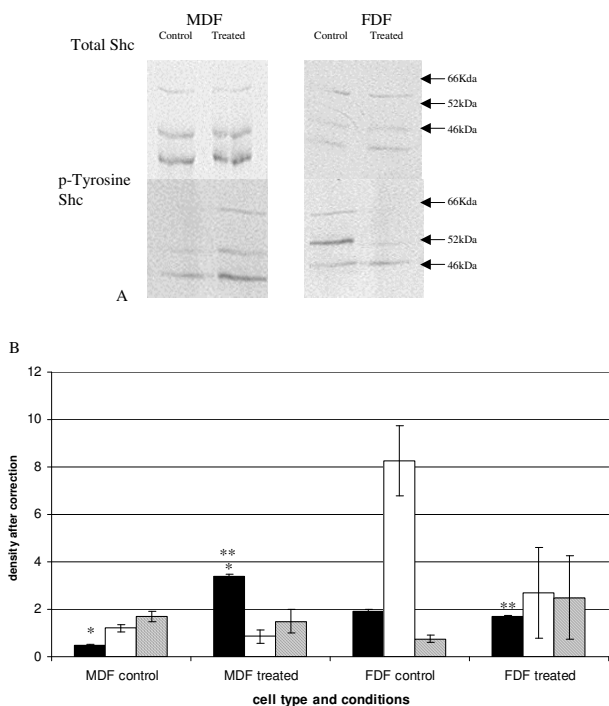 MDF FDF
Total Shc Control Treated Control Treated
66Kda
52kDa
46kDa
p-Tyrosine
Shc
66Kda
52kDa
46kDa
A
B
12
10
8
6
4
2
0
density after correction
*
**
*
**
MDF control MDF treated FDF control FDF treated
cell type and conditions